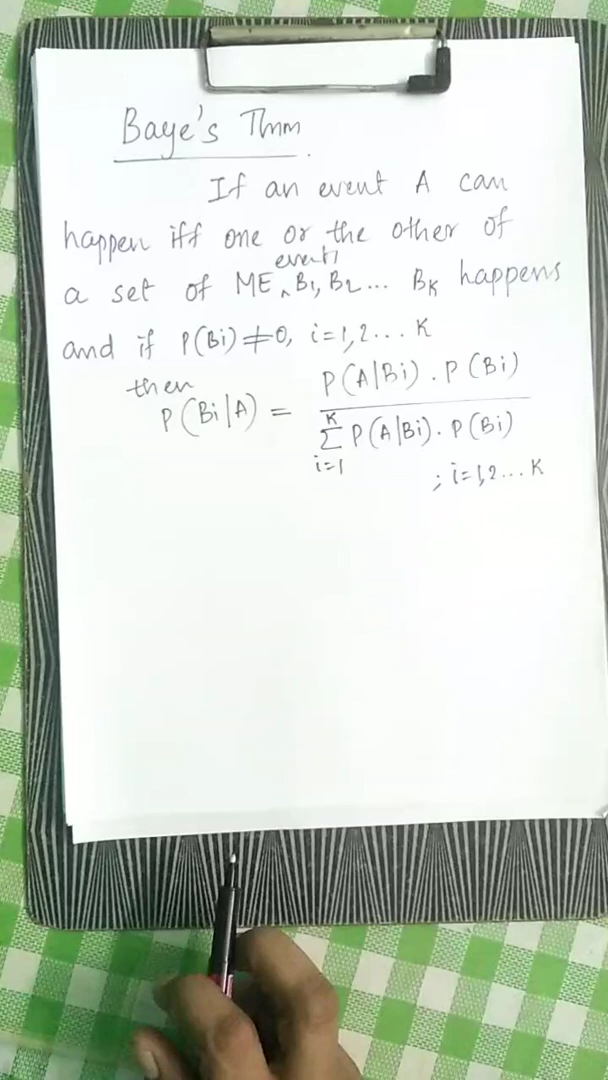 Baye's Thm
If an event A can
happen iff one or the other of
a set of ME events B1, B2... BK happens
and if P(Bi) ≠ 0, i=1,2... K
then
P(Bi|A) = P(A|Bi) . P(Bi) / K Σ i=1 P(A|Bi) . P(Bi)
; i=1,2... K